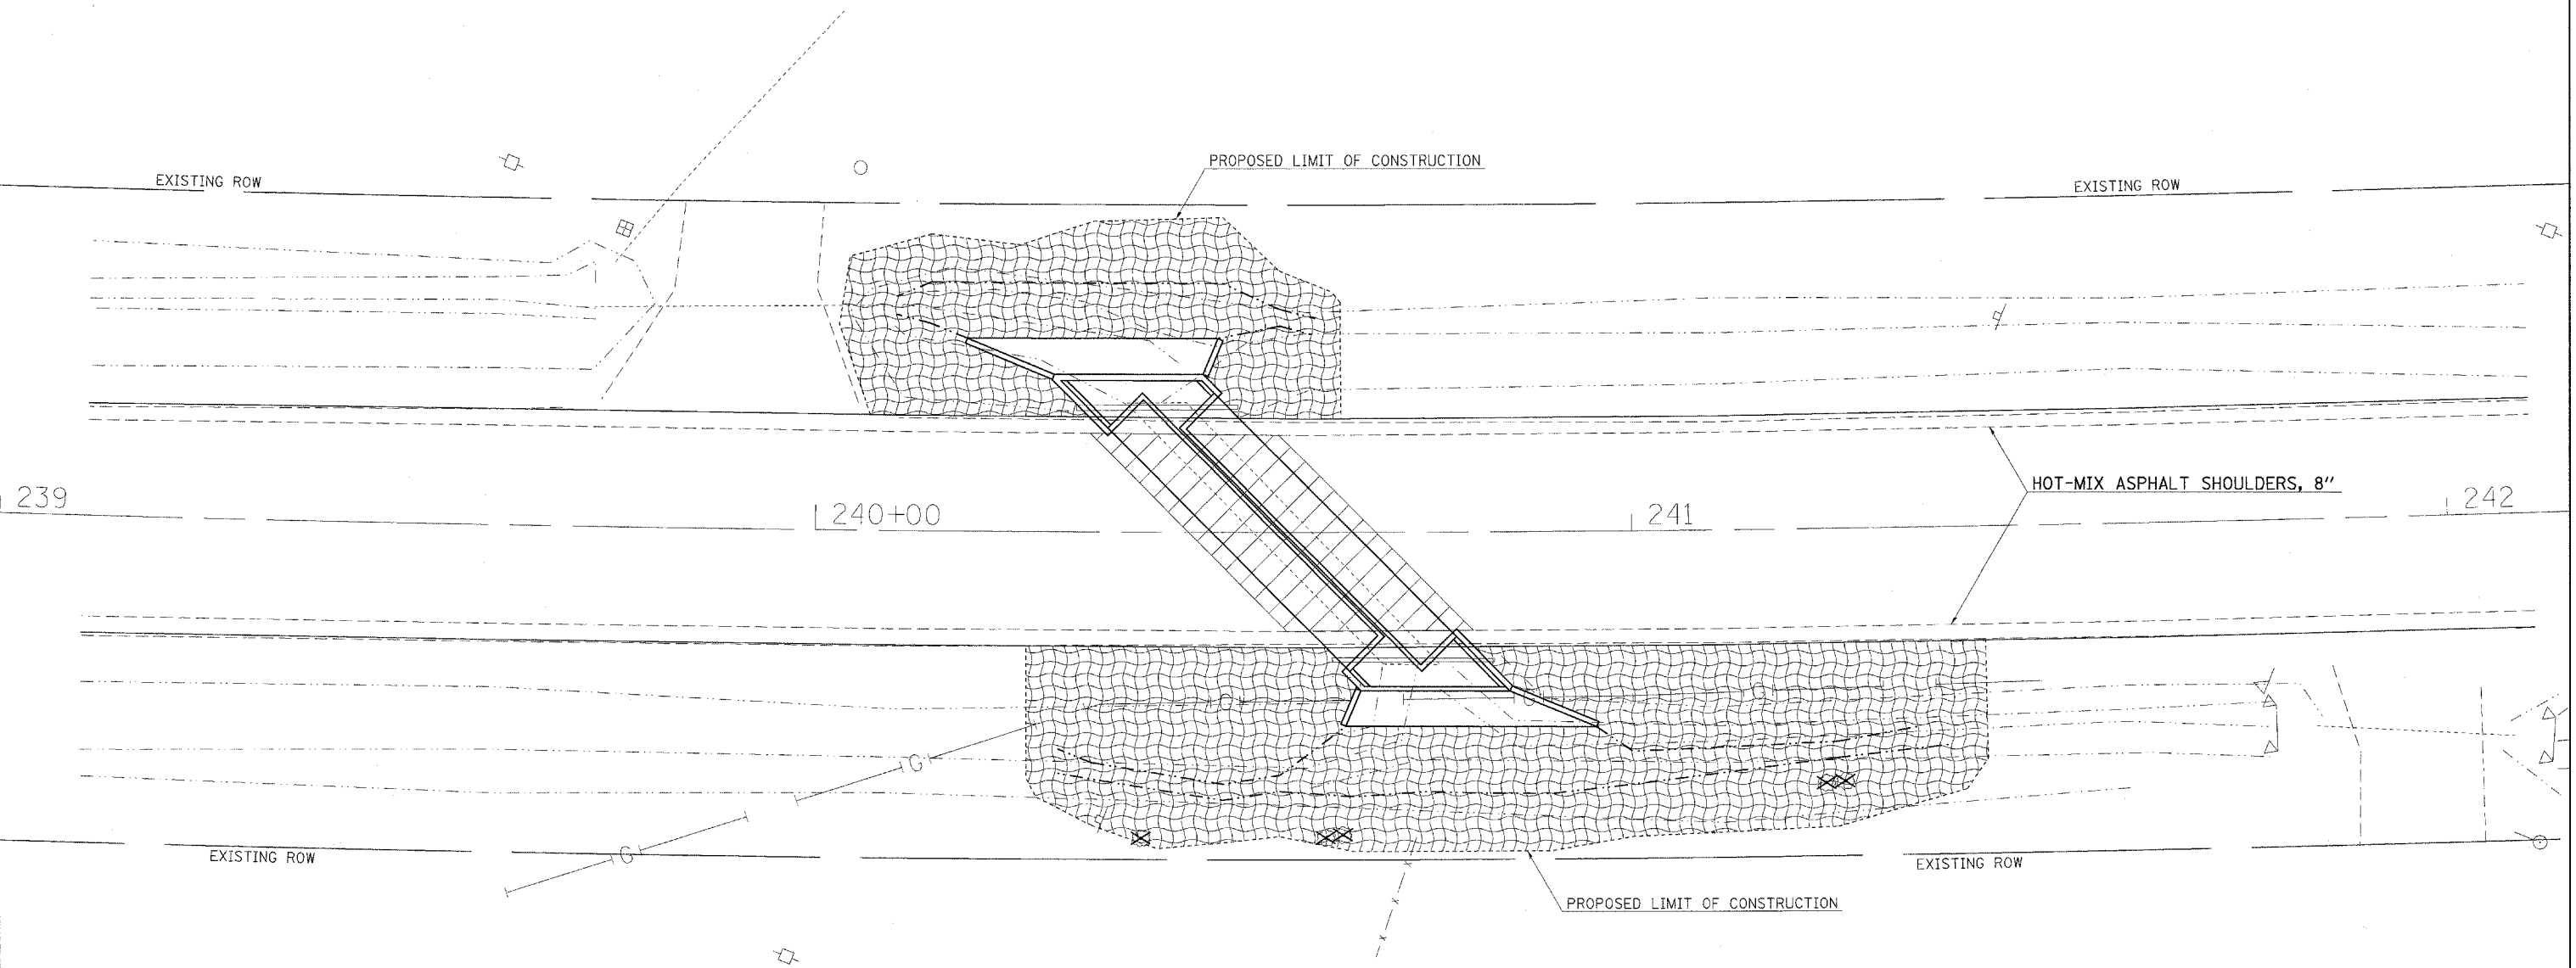 PROPOSED LIMIT OF CONSTRUCTION
EXISTING ROW
EXISTING ROW
HOT-MIX ASPHALT SHOULDERS, 8"
239
240+00
241
242
G
G
G
G
G
EXISTING ROW
EXISTING ROW
PROPOSED LIMIT OF CONSTRUCTION